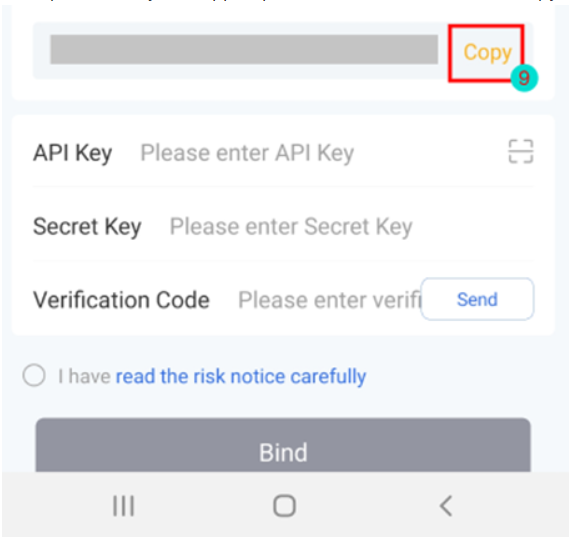 Copy
9
API Key Please enter API Key
Secret Key Please enter Secret Key
Verification Code Please enter verifi Send
I have read the risk notice carefully
Bind